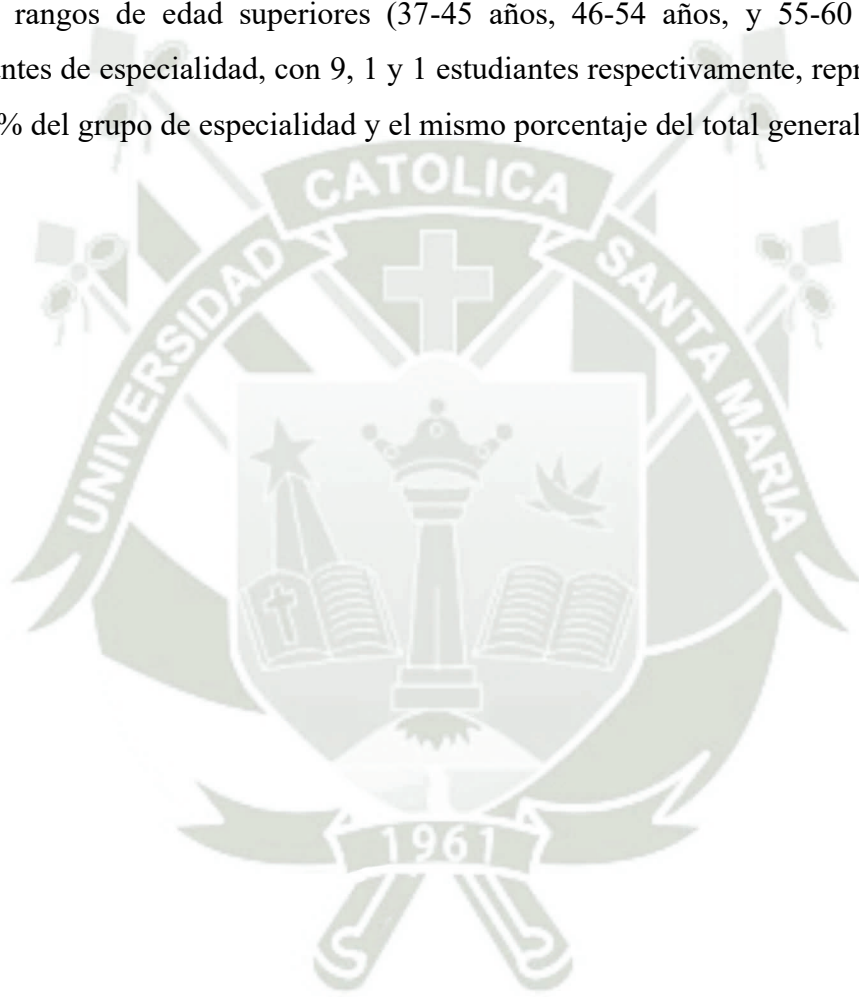 rangos de edad superiores (37-45 años, 46-54 años, y 55-60
antes de especialidad, con 9, 1 y 1 estudiantes respectivamente, repr
% del grupo de especialidad y el mismo porcentaje del total general
UNIVERSIDAD CATOLICA SANTA MARIA
1961